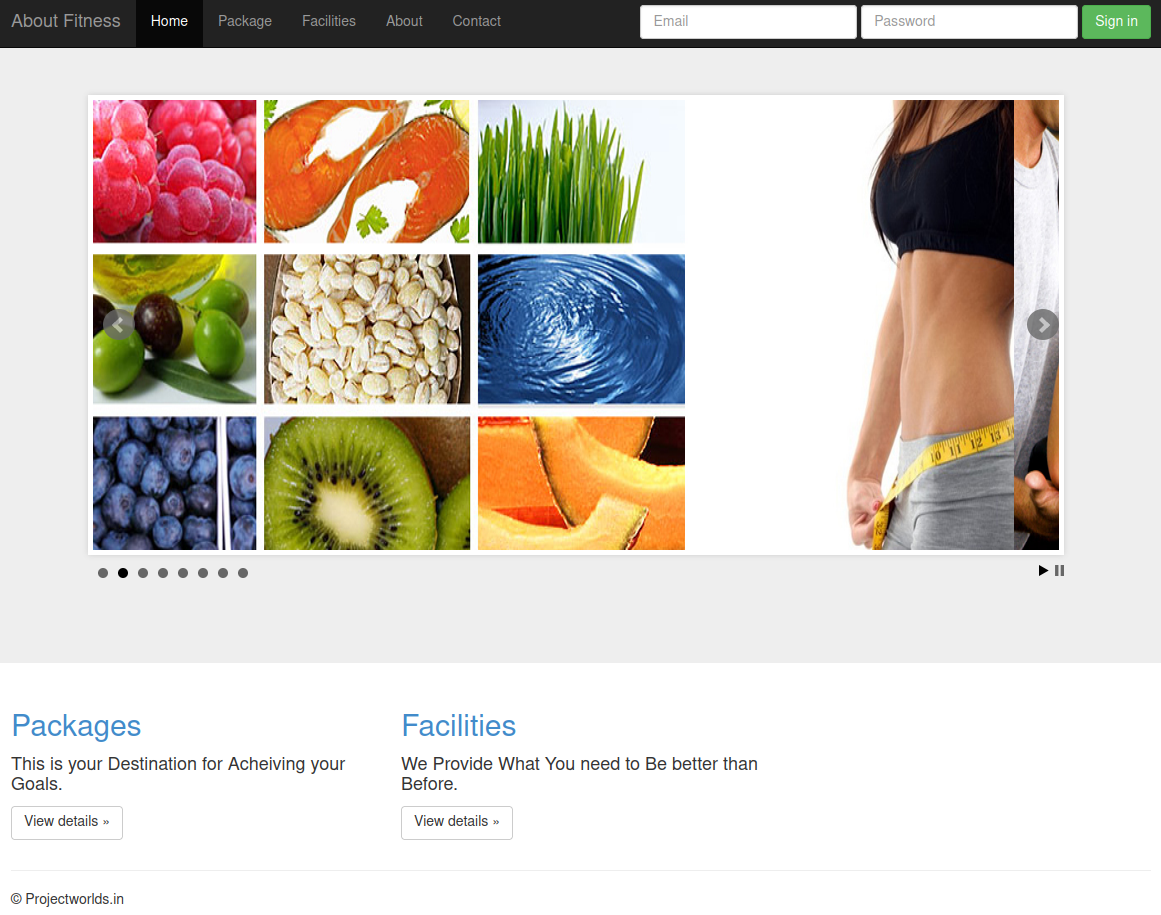 About Fitness Home Package Facilities About Contact Email Password Sign in
10 11 12 13
Packages
This is your Destination for Acheiving your
Goals.
View details »
Facilities
We Provide What You need to Be better than
Before.
View details »
© Projectworlds.in